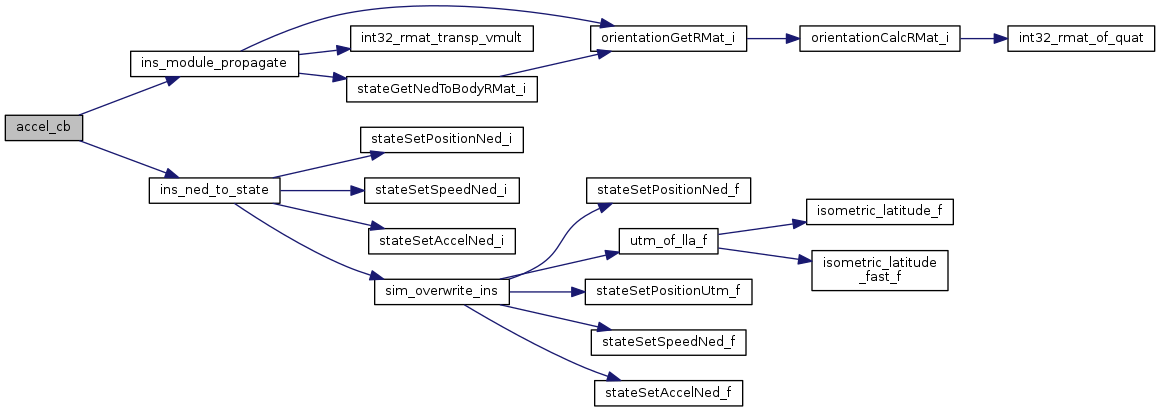 accel_cb
ins_module_propagate
int32_rmat_transp_vmult
stateGetNedToBodyRMat_i
orientationGetRMat_i
orientationCalcRMat_i
int32_rmat_of_quat
ins_ned_to_state
stateSetPositionNed_i
stateSetSpeedNed_i
stateSetAccelNed_i
sim_overwrite_ins
stateSetPositionNed_f
utm_of_lla_f
isometric_latitude_f
isometric_latitude
_fast_f
stateSetPositionUtm_f
stateSetSpeedNed_f
stateSetAccelNed_f